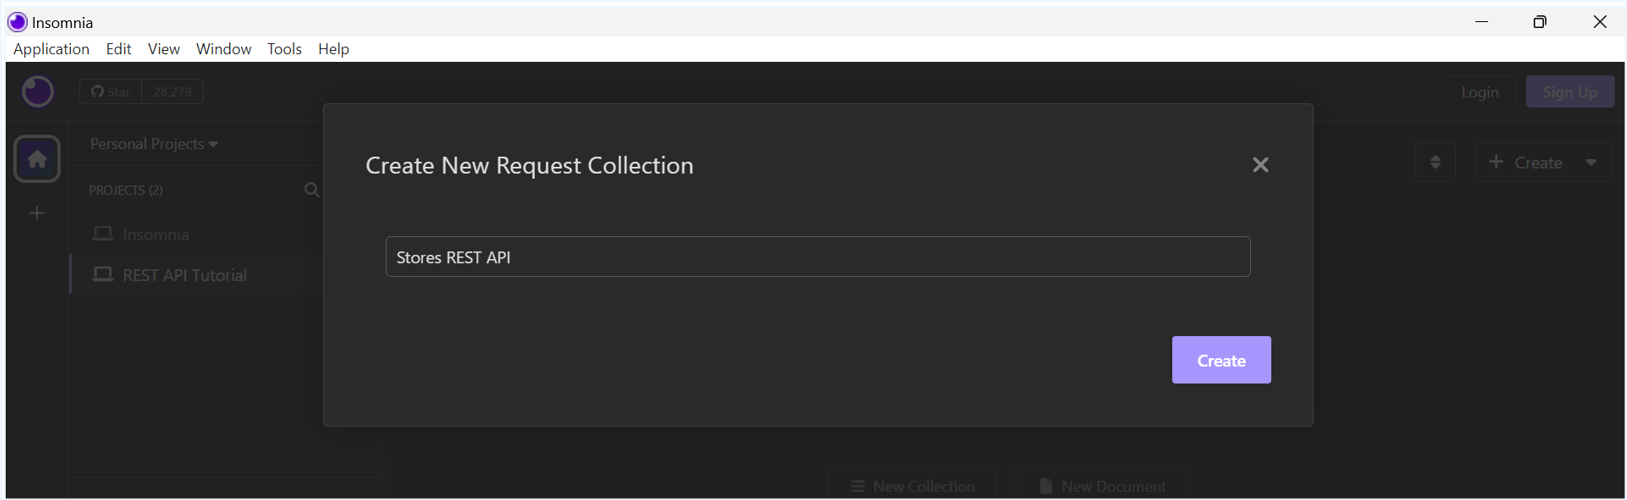 Insomnia
Application Edit View Window Tools Help
Star 28,279
Login Sign Up
Personal Projects
Create New Request Collection
Create
PROJECTS (2)
Insomnia
Stores REST API
REST API Tutorial
Create
New Collection New Document